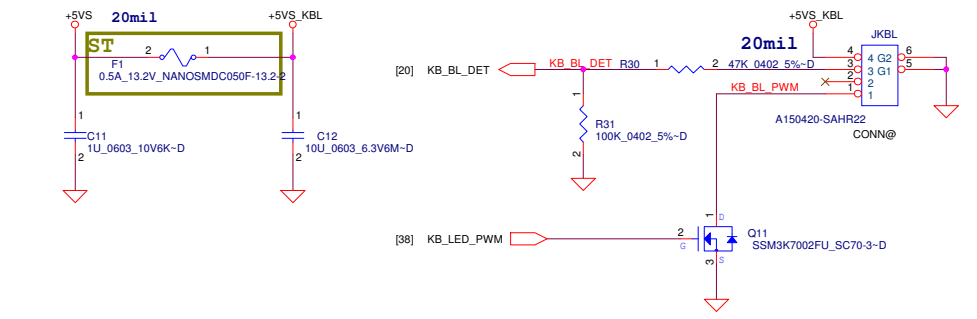 +5VS
20mil
+5VS_KBL
ST
2
1
F1
0.5A_13.2V_NANOSMDC050F-13.2-2
1
C11
1U_0603_10V6K~D
2
1
C12
10U_0603_6.3V6M~D
2
+5VS_KBL
JKBL
20mil
[20]
KB_BL_DET
KB_BL_DET
R30
1
2
47K_0402_5%~D
4
3
2
1
4 G2
3 G1
2
1
6
5
KB_BL_PWM
A150420-SAHR22
CONN@
1
R31
100K_0402_5%~D
2
[38]
KB_LED_PWM
2
G
1
D
Q11
SSM3K7002FU_SC70-3~D
3
S